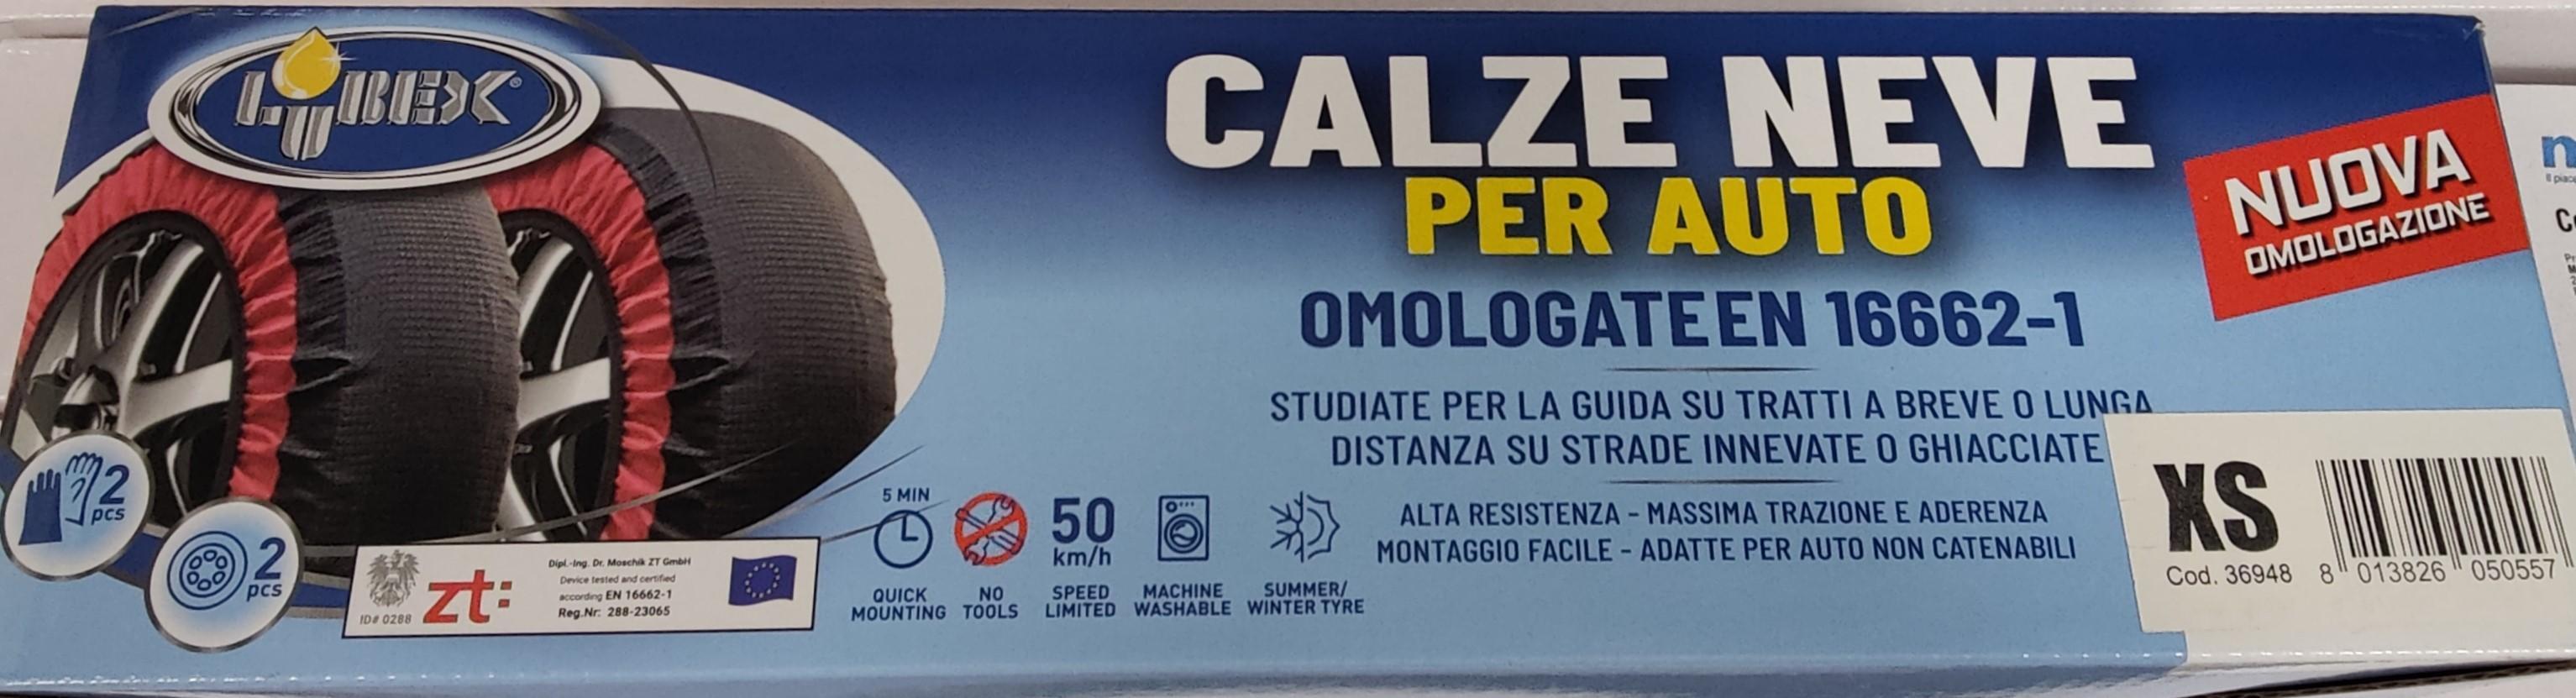 LUBEX®
CALZE NEVE
PER AUTO
NUOVA
OMOLOGAZIONE
OMOLOGATE EN 16662-1
STUDIATE PER LA GUIDA SU TRATTI A BREVE O LUNGA
DISTANZA SU STRADE INNEVATE O GHIACCIATE
ALTA RESISTENZA - MASSIMA TRAZIONE E ADERENZA
MONTAGGIO FACILE - ADATTE PER AUTO NON CATENABILI
2
pcs
2
pcs
ID# 0288
zt:
Dipl.-Ing. Dr. Moschik ZT GmbH
Device tested and certified
according EN 16662-1
Reg.Nr: 288-23065
5 MIN
QUICK
MOUNTING
NO
TOOLS
50
km/h
SPEED
LIMITED
MACHINE
WASHABLE
SUMMER/
WINTER TYRE
XS
Cod. 36948
8 013826 050557